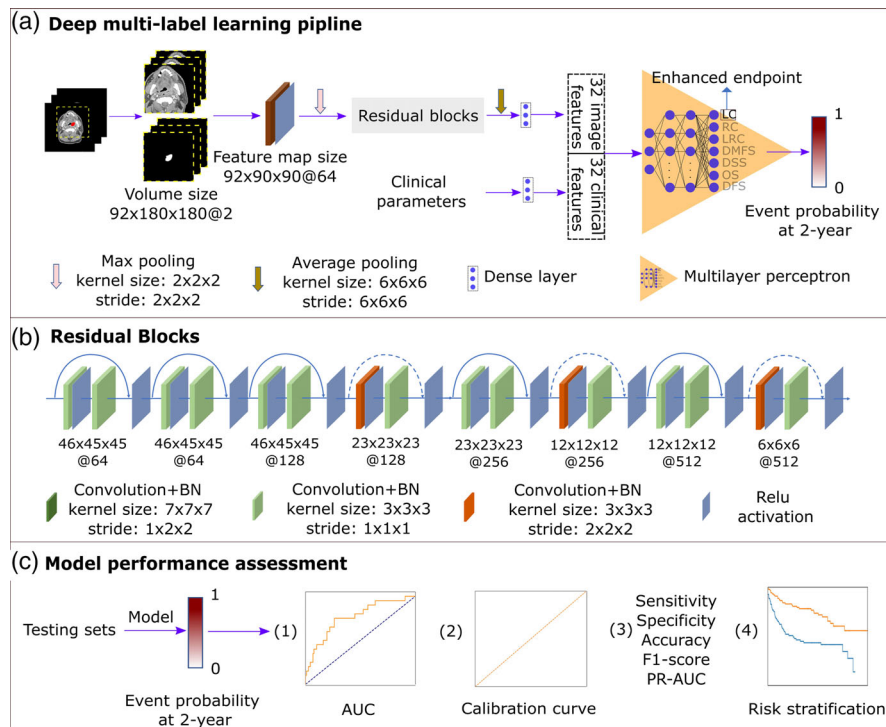 (a) Deep multi-label learning pipline
Enhanced endpoint
Residual blocks
32 image
features
32 clinical
features
LC
RC
LRC
DMFS
DSS
OS
DFS
1
0
Feature map size
92x90x90@64
Volume size
92x180x180@2
Clinical
parameters
Event probability
at 2-year
Max pooling
kernel size: 2x2x2
stride: 2x2x2
Average pooling
kernel size: 6x6x6
stride: 6x6x6
Dense layer
Multilayer perceptron
(b) Residual Blocks
46x45x45
@64
46x45x45
@64
46x45x45
@128
23x23x23
@128
23x23x23
@256
12x12x12
@256
12x12x12
@512
6x6x6
@512
Convolution+BN
kernel size: 7x7x7
stride: 1x2x2
Convolution+BN
kernel size: 3x3x3
stride: 1x1x1
Convolution+BN
kernel size: 3x3x3
stride: 2x2x2
Relu
activation
(c) Model performance assessment
Testing sets
Model
1
0
Event probability
at 2-year
(1)
AUC
(2)
Calibration curve
(3)
Sensitivity
Specificity
Accuracy
F1-score
PR-AUC
(4)
Risk stratification